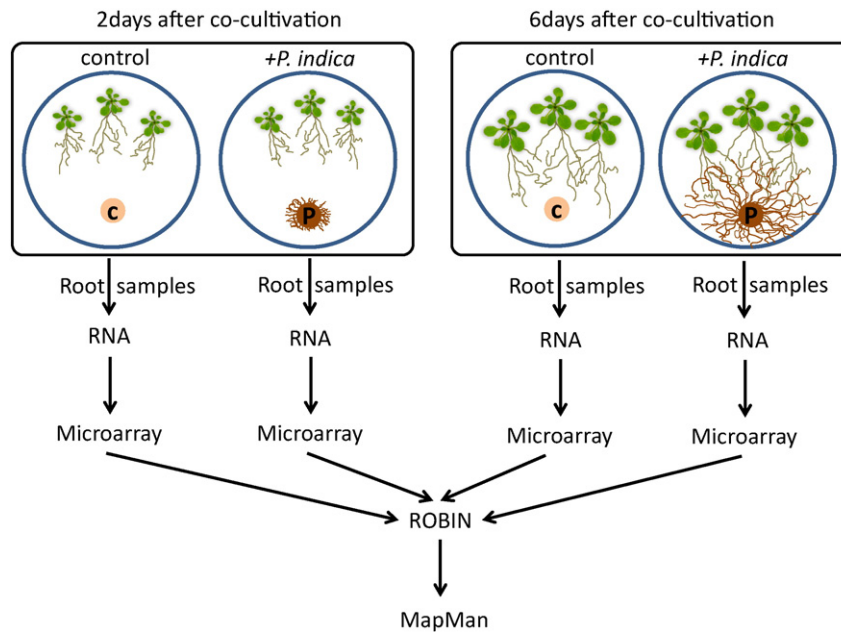 2days after co-cultivation 6days after co-cultivation
control +P. indica control +P. indica
c P c P
Root samples Root samples Root samples Root samples
RNA RNA RNA RNA
Microarray Microarray Microarray Microarray
ROBIN
MapMan